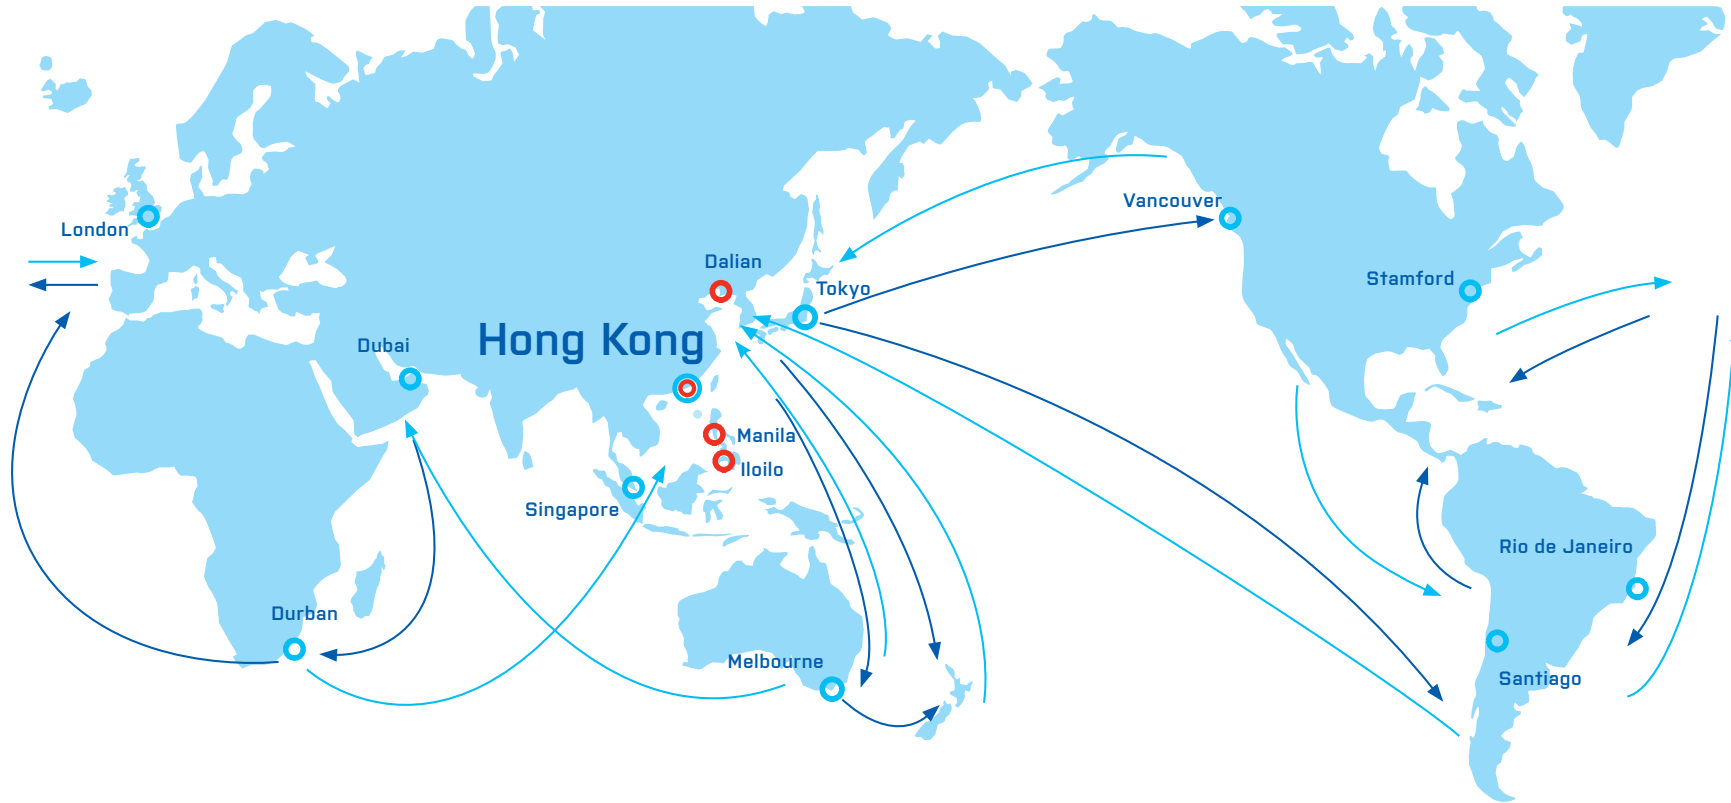 Vancouver
London
Dalian
Stamford
Tokyo
Hong Kong
Dubai
Manila
Iloilo
Singapore
Rio de Janeiro
Durban
Melbourne
Santiago